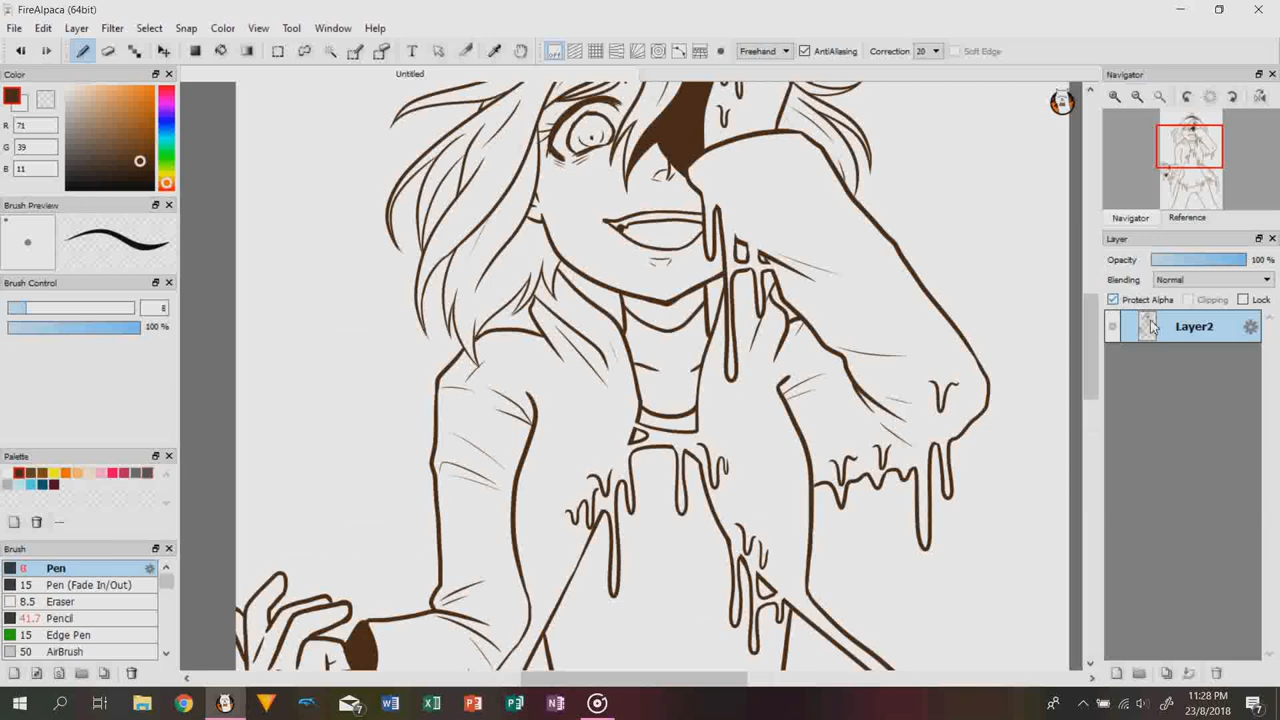 FireAlpaca (64bit)
File Edit Layer Filter Select Snap Color View Tool Window Help
Freehand AntiAliasing Correction 20 Soft Edge
Color
Untitled
Navigator
R 71
G 39
B 11
Brush Preview
Navigator Reference
Layer
Opacity 100 %
Brush Control
Blending Normal
Protect Alpha Clipping Lock
8
100 %
Layer2
Palette
---
Brush
6 Pen
15 Pen (Fade In/Out)
8.5 Eraser
41.7 Pencil
15 Edge Pen
50 AirBrush
11:28 PM
23/8/2018